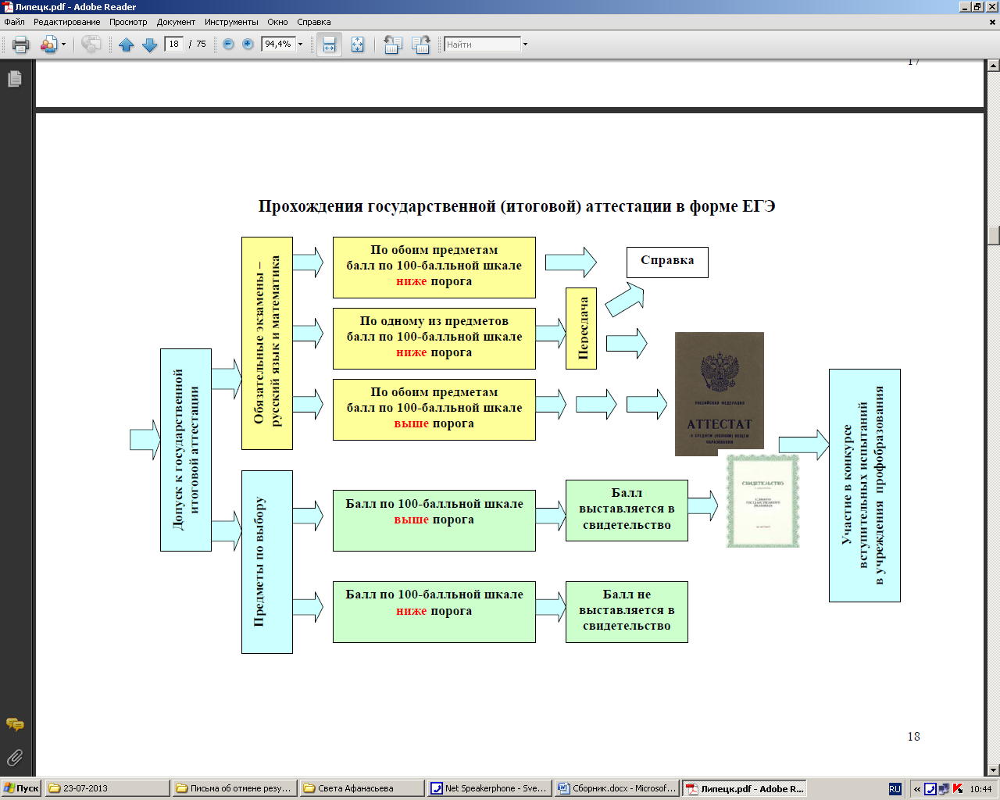 Липецк.pdf - Adobe Reader
Файл Редактирование Просмотр Документ Инструменты Окно Справка
18 / 75 94,4% Найти
17
Прохождения государственной (итоговой) аттестации в форме ЕГЭ
Допуск к государственной
итоговой аттестации
Обязательные экзамены –
русский язык и математика
По обоим предметам
балл по 100-балльной шкале
ниже порога
Справка
По одному из предметов
балл по 100-балльной шкале
ниже порога
Пересдача
По обоим предметам
балл по 100-балльной шкале
выше порога
РОССИЙСКАЯ ФЕДЕРАЦИЯ
АТТЕСТАТ
О СРЕДНЕМ (ПОЛНОМ) ОБЩЕМ
ОБРАЗОВАНИИ
Предметы по выбору
Балл по 100-балльной шкале
выше порога
Балл
выставляется в
свидетельство
СВИДЕТЕЛЬСТВО
Балл по 100-балльной шкале
ниже порога
Балл не
выставляется в
свидетельство
Участие в конкурсе
вступительных испытаний
в учреждения профобразования
18
Пуск 23-07-2013 Письма об отмене резу... Света Афанасьева Net Speakerphone - Sve... Сборник.docx - Microsof... Липецк.pdf - Adobe R... RU « 10:44